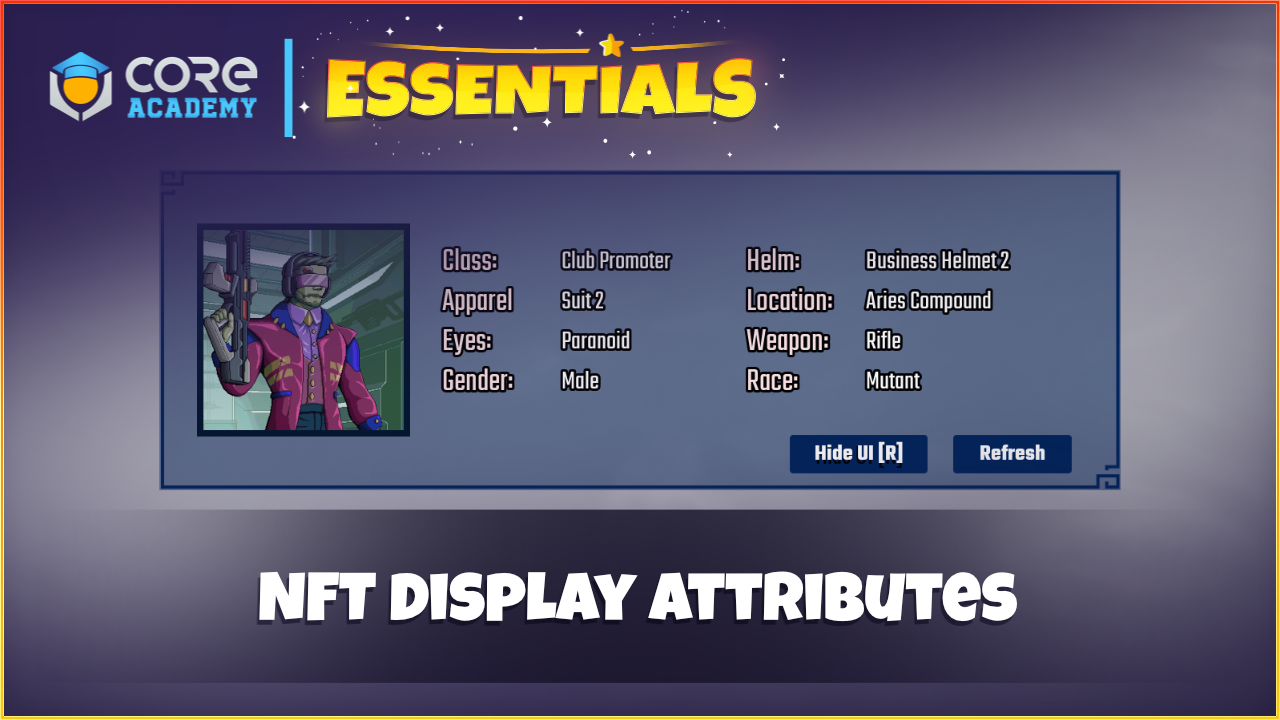 CORE
ACADEMY
ESSENTIALS
Class: Club Promoter Helm: Business Helmet 2
Apparel Suit 2 Location: Aries Compound
Eyes: Paranoid Weapon: Rifle
Gender: Male Race: Mutant
Hide UI [R] Refresh
NFT DISPLAY ATTRIBUTES